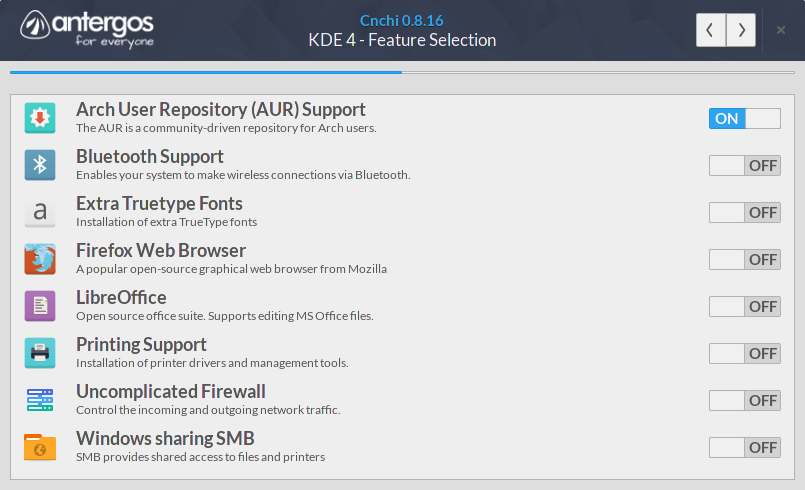 antergos
for everyone
Cnchi 0.8.16
KDE 4 - Feature Selection
Arch User Repository (AUR) Support
The AUR is a community-driven repository for Arch users.
ON
Bluetooth Support
Enables your system to make wireless connections via Bluetooth.
OFF
a
Extra Truetype Fonts
Installation of extra TrueType fonts
OFF
Firefox Web Browser
A popular open-source graphical web browser from Mozilla
OFF
LibreOffice
Open source office suite. Supports editing MS Office files.
OFF
Printing Support
Installation of printer drivers and management tools.
OFF
Uncomplicated Firewall
Control the incoming and outgoing network traffic.
OFF
Windows sharing SMB
SMB provides shared access to files and printers
OFF